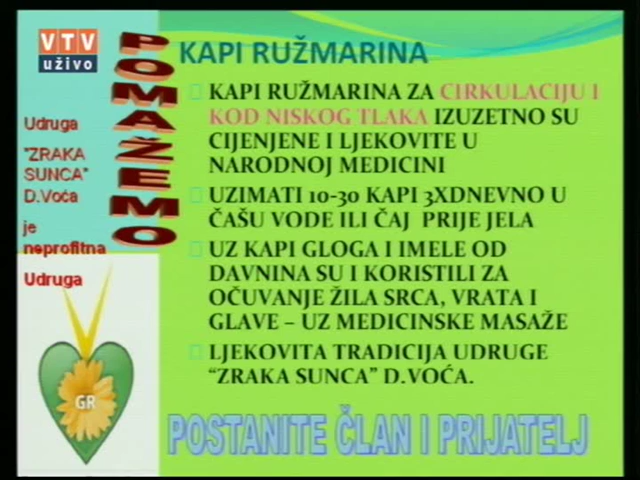 VTV
uživo
POMAŽEMO
Udruga
"ZRAKA
SUNCA"
D.Voća
je
neprofitna
Udruga
GR
KAPI RUŽMARINA
KAPI RUŽMARINA ZA CIRKULACIJU I
KOD NISKOG TLAKA IZUZETNO SU
CIJENJENE I LJEKOVITE U
NARODNOJ MEDICINI
UZIMATI 10-30 KAPI 3XDNEVNO U
ČAŠU VODE ILI ČAJ PRIJE JELA
UZ KAPI GLOGA I IMELE OD
DAVNINA SU I KORISTILI ZA
OČUVANJE ŽILA SRCA, VRATA I
GLAVE – UZ MEDICINSKE MASAŽE
LJEKOVITA TRADICIJA UDRUGE
“ZRAKA SUNCA” D.VOĆA.
POSTANITE ČLAN I PRIJATELJ